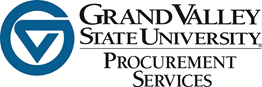 GRAND VALLEY
STATE UNIVERSITY®
PROCUREMENT
SERVICES